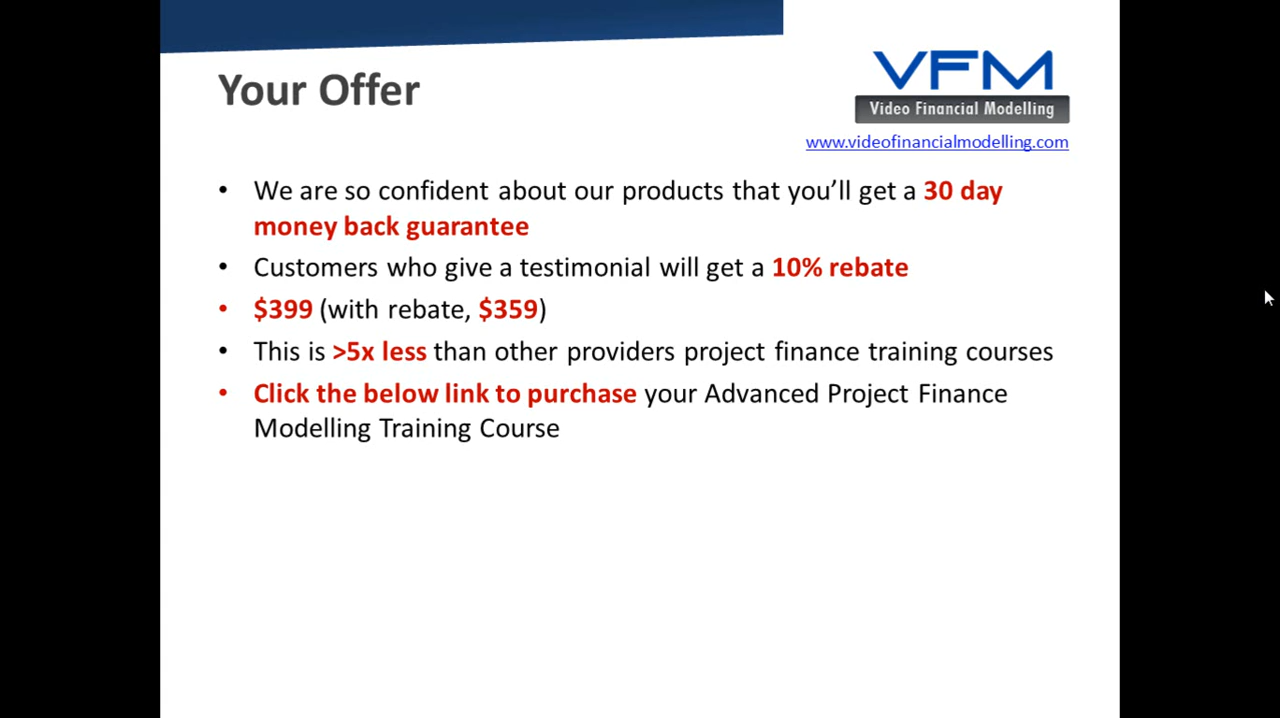 Your Offer
VFM
Video Financial Modelling
www.videofinancialmodelling.com
• We are so confident about our products that you’ll get a 30 day
money back guarantee
• Customers who give a testimonial will get a 10% rebate
• $399 (with rebate, $359)
• This is >5x less than other providers project finance training courses
• Click the below link to purchase your Advanced Project Finance
Modelling Training Course